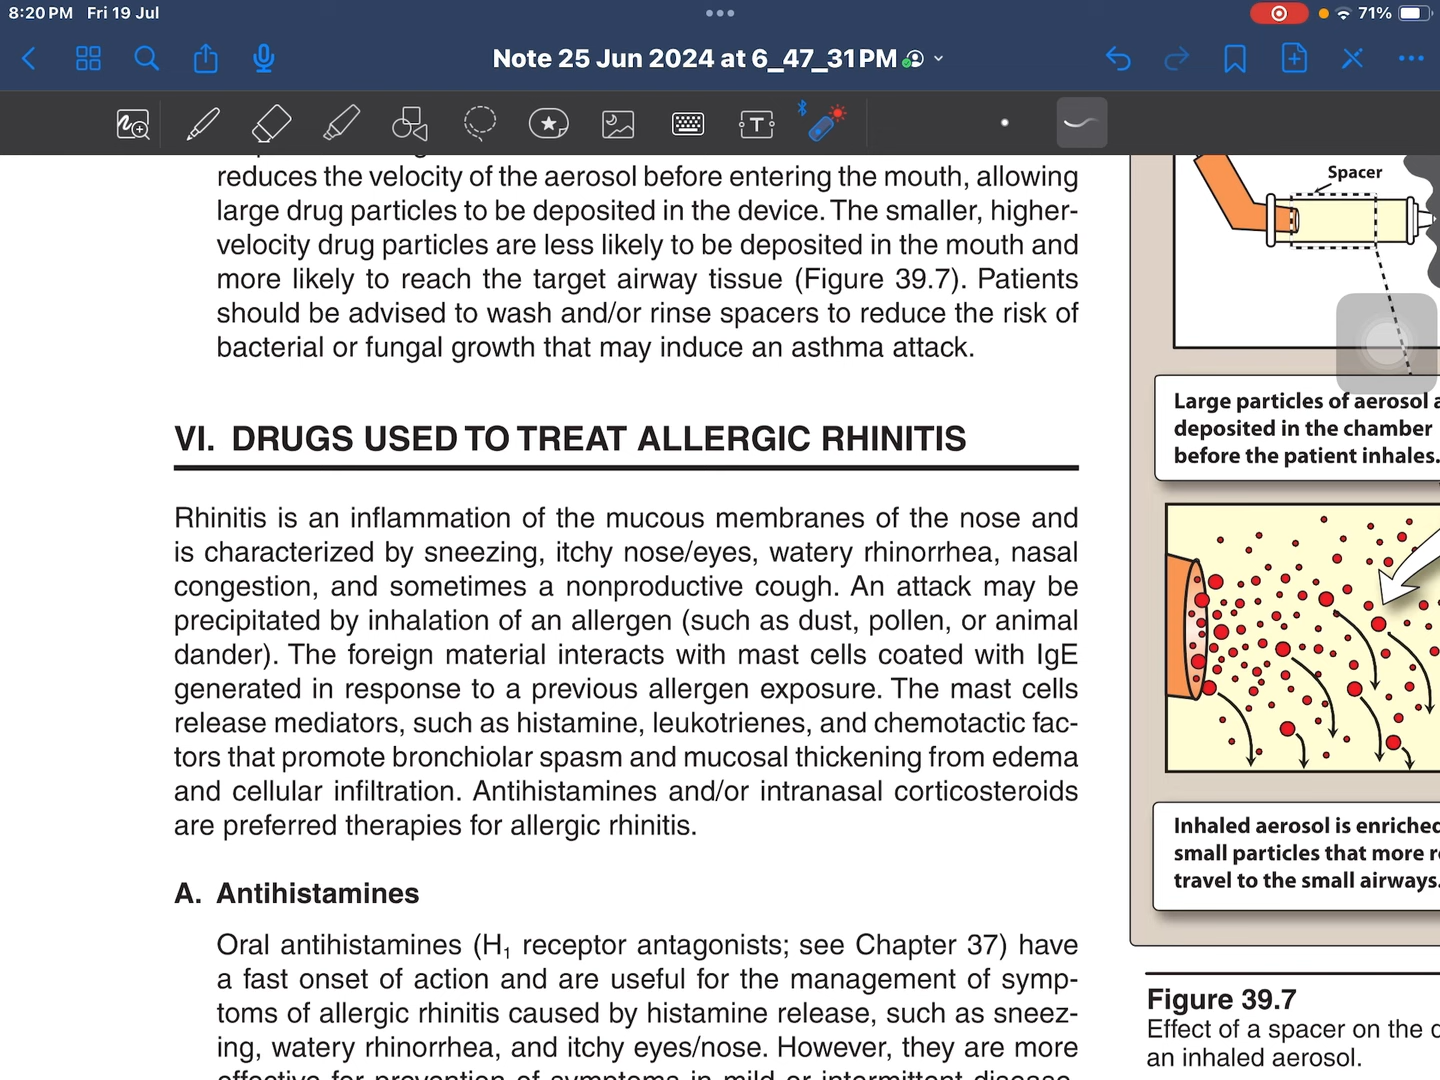 8:20 PM Fri 19 Jul
71%
Note 25 Jun 2024 at 6_47_31 PM
reduces the velocity of the aerosol before entering the mouth, allowing
large drug particles to be deposited in the device. The smaller, higher-
velocity drug particles are less likely to be deposited in the mouth and
more likely to reach the target airway tissue (Figure 39.7). Patients
should be advised to wash and/or rinse spacers to reduce the risk of
bacterial or fungal growth that may induce an asthma attack.
VI. DRUGS USED TO TREAT ALLERGIC RHINITIS
Rhinitis is an inflammation of the mucous membranes of the nose and
is characterized by sneezing, itchy nose/eyes, watery rhinorrhea, nasal
congestion, and sometimes a nonproductive cough. An attack may be
precipitated by inhalation of an allergen (such as dust, pollen, or animal
dander). The foreign material interacts with mast cells coated with IgE
generated in response to a previous allergen exposure. The mast cells
release mediators, such as histamine, leukotrienes, and chemotactic fac-
tors that promote bronchiolar spasm and mucosal thickening from edema
and cellular infiltration. Antihistamines and/or intranasal corticosteroids
are preferred therapies for allergic rhinitis.
A. Antihistamines
Oral antihistamines (H₁ receptor antagonists; see Chapter 37) have
a fast onset of action and are useful for the management of symp-
toms of allergic rhinitis caused by histamine release, such as sneez-
ing, watery rhinorrhea, and itchy eyes/nose. However, they are more
effective for prevention of symptoms in mild or intermittent disease,
Spacer
Large particles of aerosol
deposited in the chamber
before the patient inhales.
Inhaled aerosol is enriched
small particles that more
travel to the small airways.
Figure 39.7
Effect of a spacer on the
an inhaled aerosol.